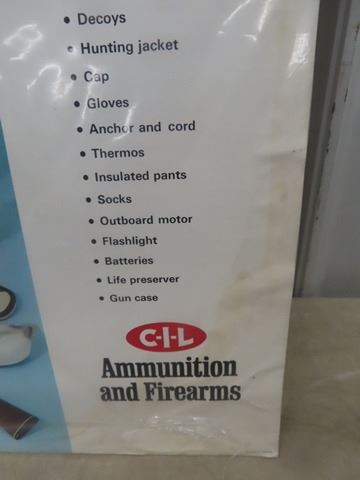 • Decoys
• Hunting jacket
• Cap
• Gloves
• Anchor and cord
• Thermos
• Insulated pants
• Socks
• Outboard motor
• Flashlight
• Batteries
• Life preserver
• Gun case
C-I-L
Ammunition
and Firearms